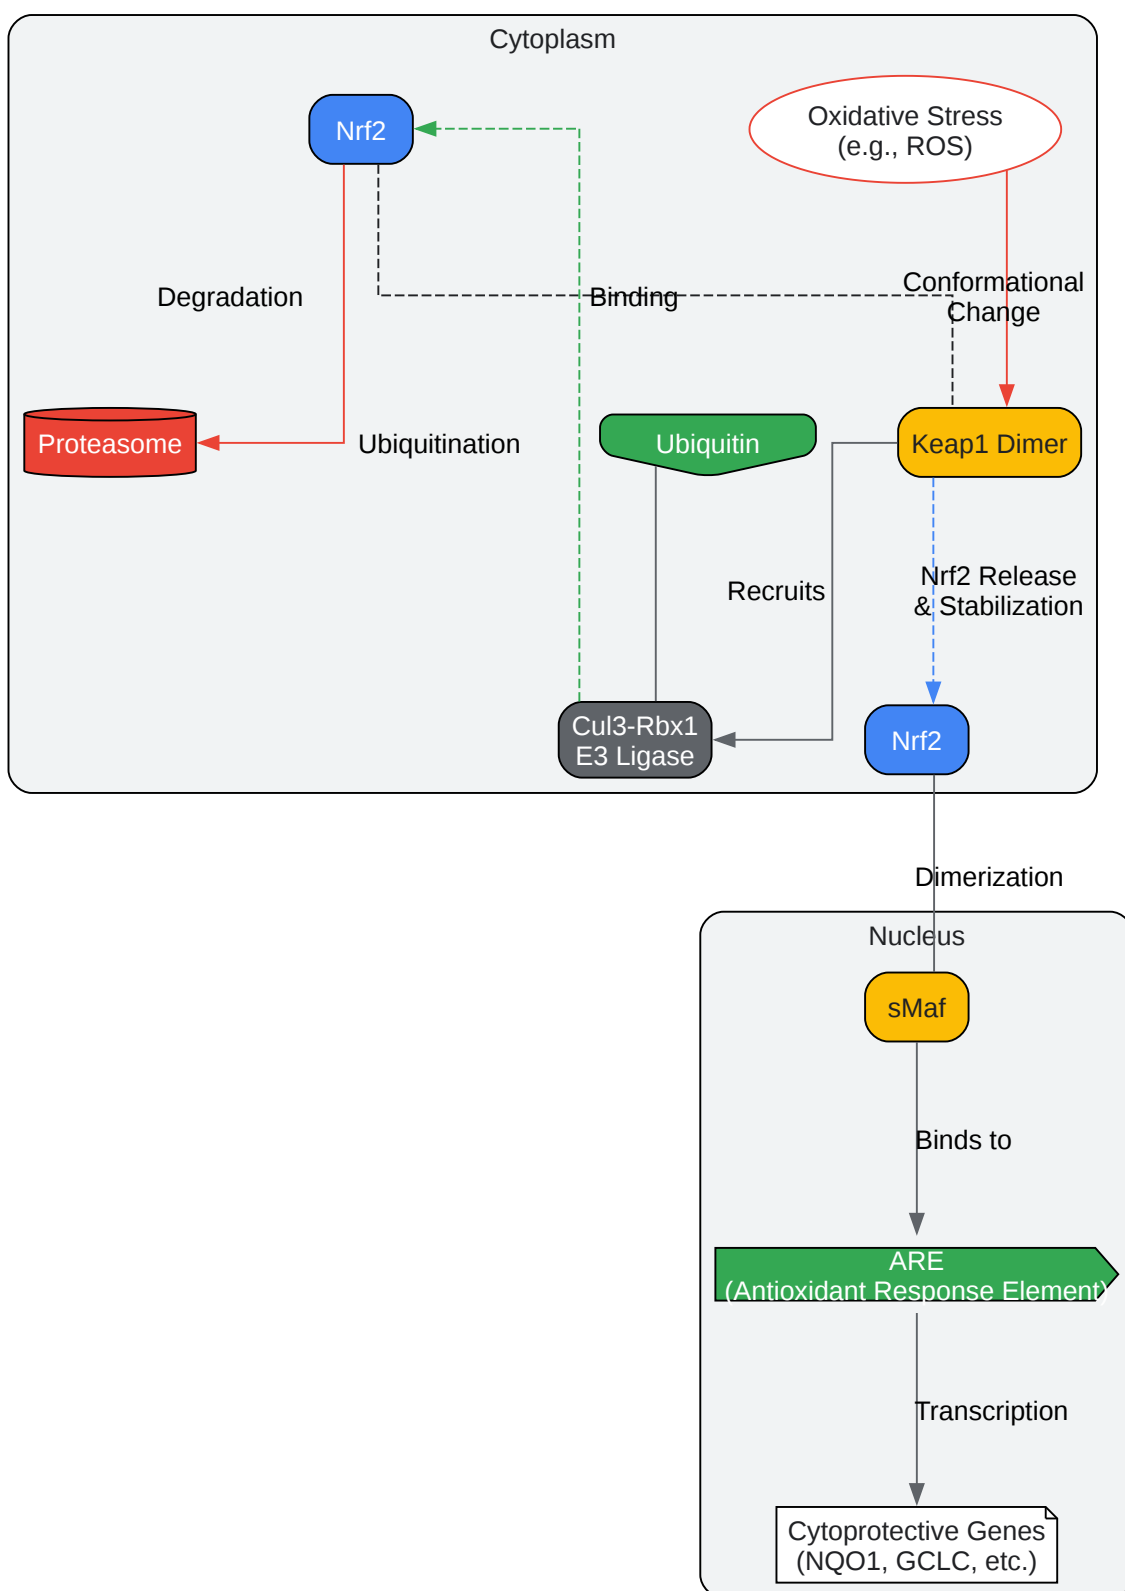 Cytoplasm
Nrf2
Oxidative Stress
(e.g., ROS)
Degradation
Binding
Conformational
Change
Proteasome
Ubiquitination
Ubiquitin
Keap1 Dimer
Recruits
Nrf2 Release
& Stabilization
Cul3-Rbx1
E3 Ligase
Nrf2
Dimerization
Nucleus
sMaf
Binds to
ARE
(Antioxidant Response Element)
Transcription
Cytoprotective Genes
(NQO1, GCLC, etc.)